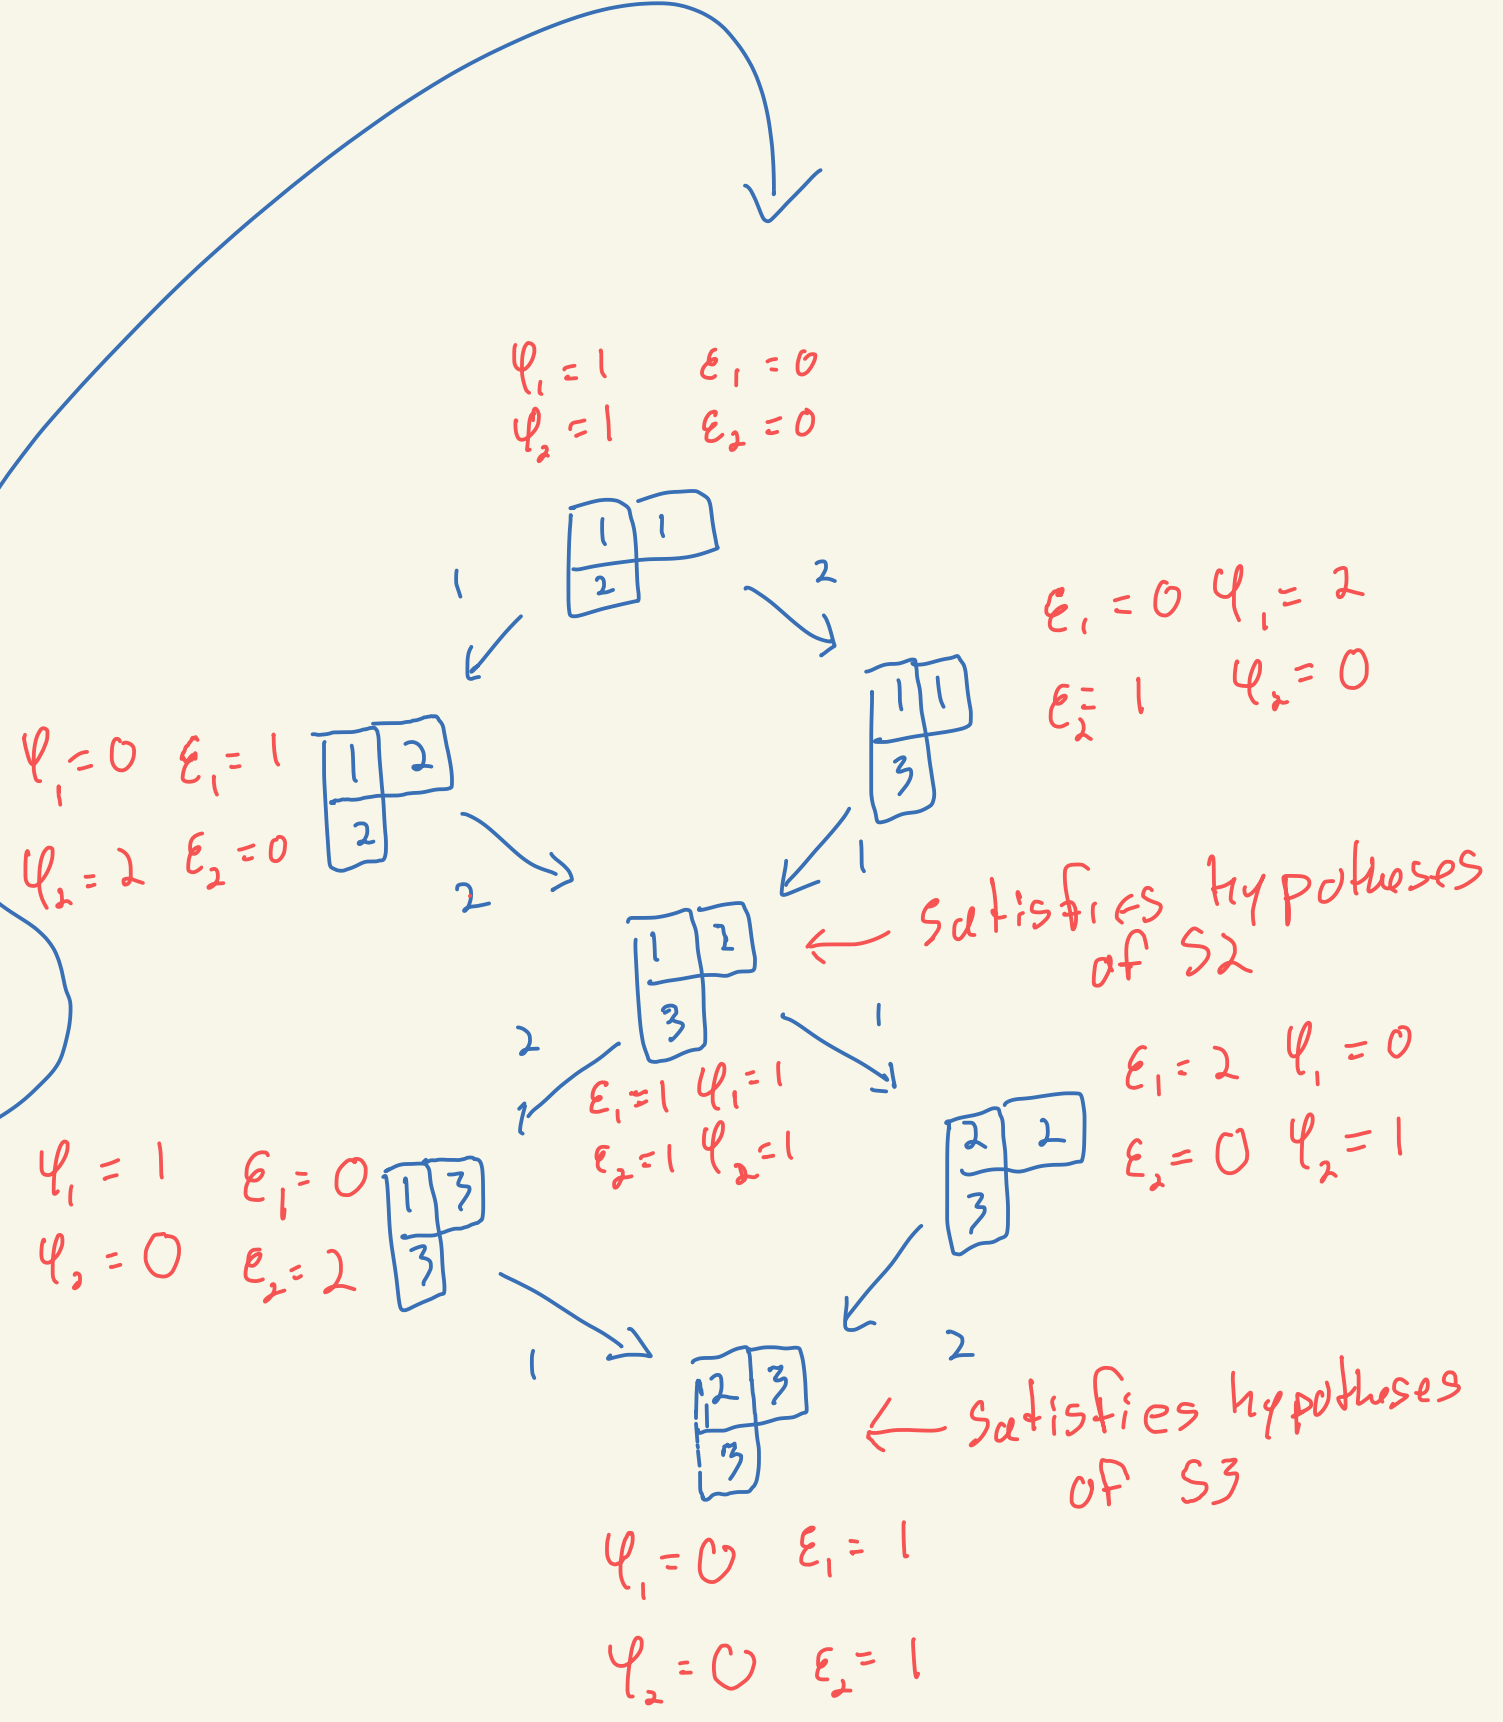 φ₁ = 1 ε₁ = 0
φ₂ = 1 ε₂ = 0
1 1
2
1 2
ε₁ = 0 φ₁ = 2
ε₂ = 1 φ₂ = 0
1 1
3
φ₁ = 0 ε₁ = 1
φ₂ = 2 ε₂ = 0
1 2
2
2 1
satisfies hypotheses
of S2
1 2
3
2 1
ε₁ = 1 φ₁ = 1
ε₂ = 1 φ₂ = 1
ε₁ = 2 φ₁ = 0
ε₂ = 0 φ₂ = 1
2 2
3
φ₁ = 1 ε₁ = 0
φ₂ = 0 ε₂ = 2
1 3
3
1 2
2 3
3
satisfies hypotheses
of S3
φ₁ = 0 ε₁ = 1
φ₂ = 0 ε₂ = 1